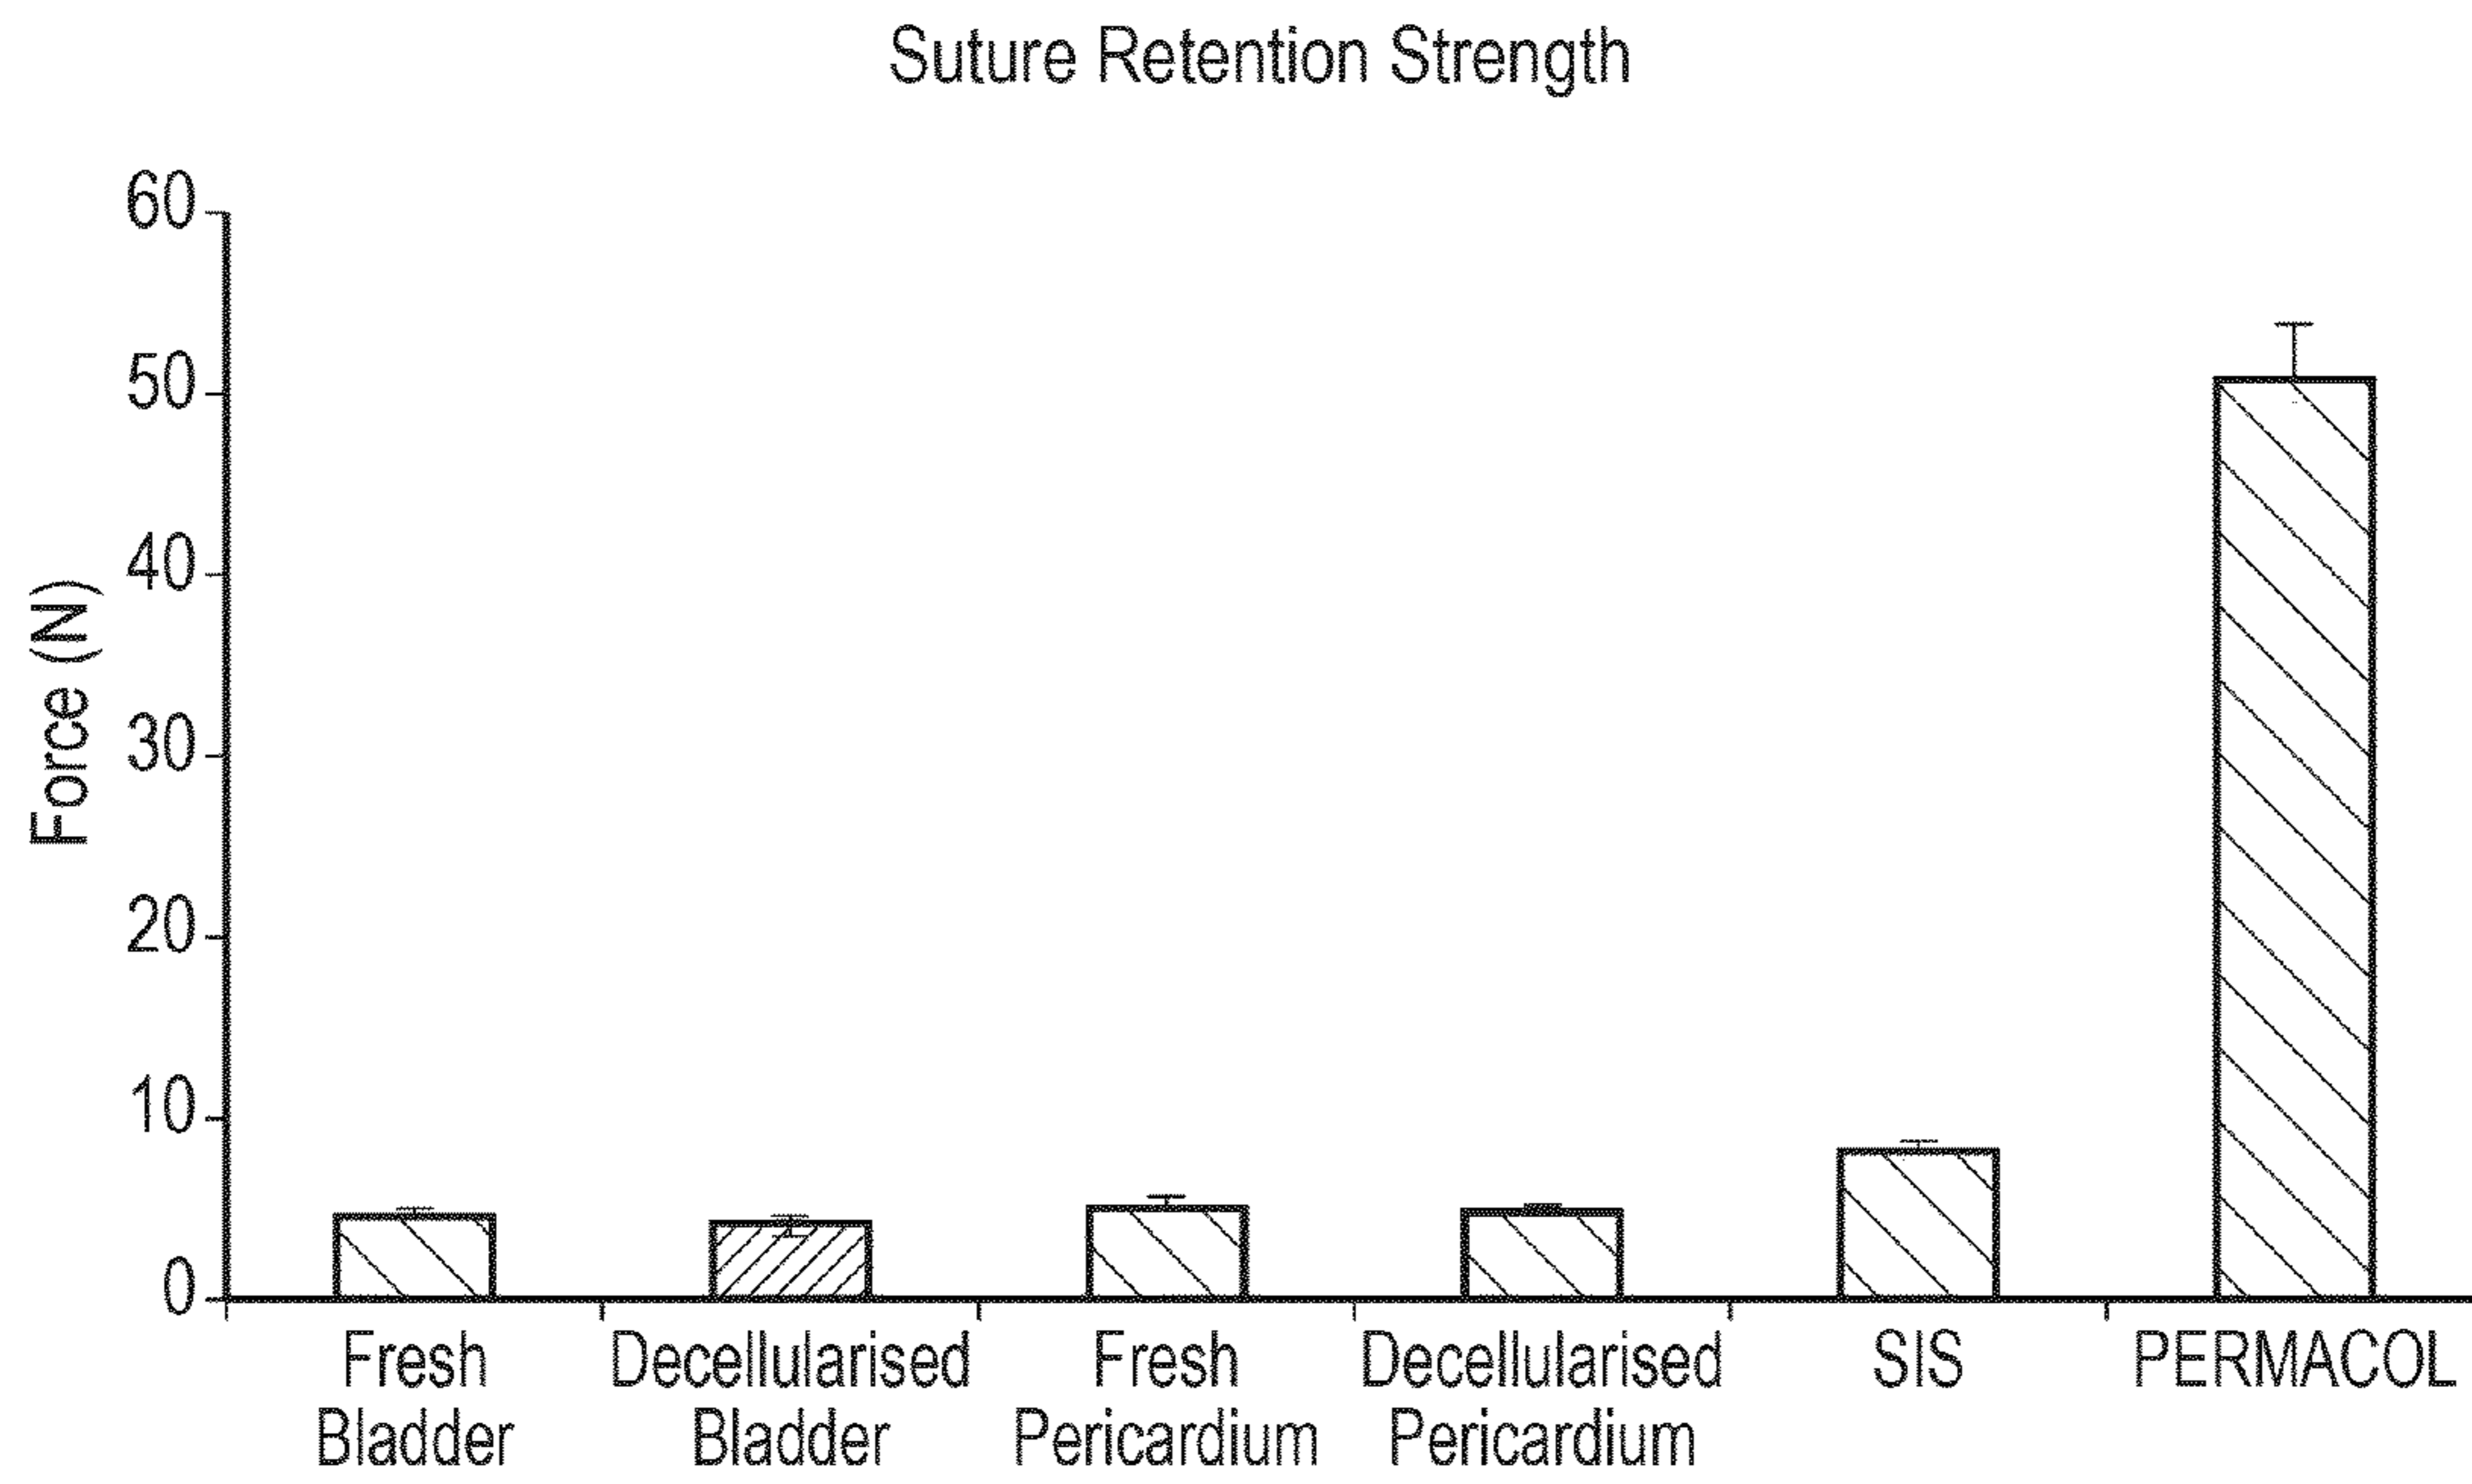 Suture Retention Strength
60
50
40
30
20
10
0
Force (N)
Fresh Bladder
Decellularised Bladder
Fresh Pericardium
Decellularised Pericardium
SIS
PERMACOL